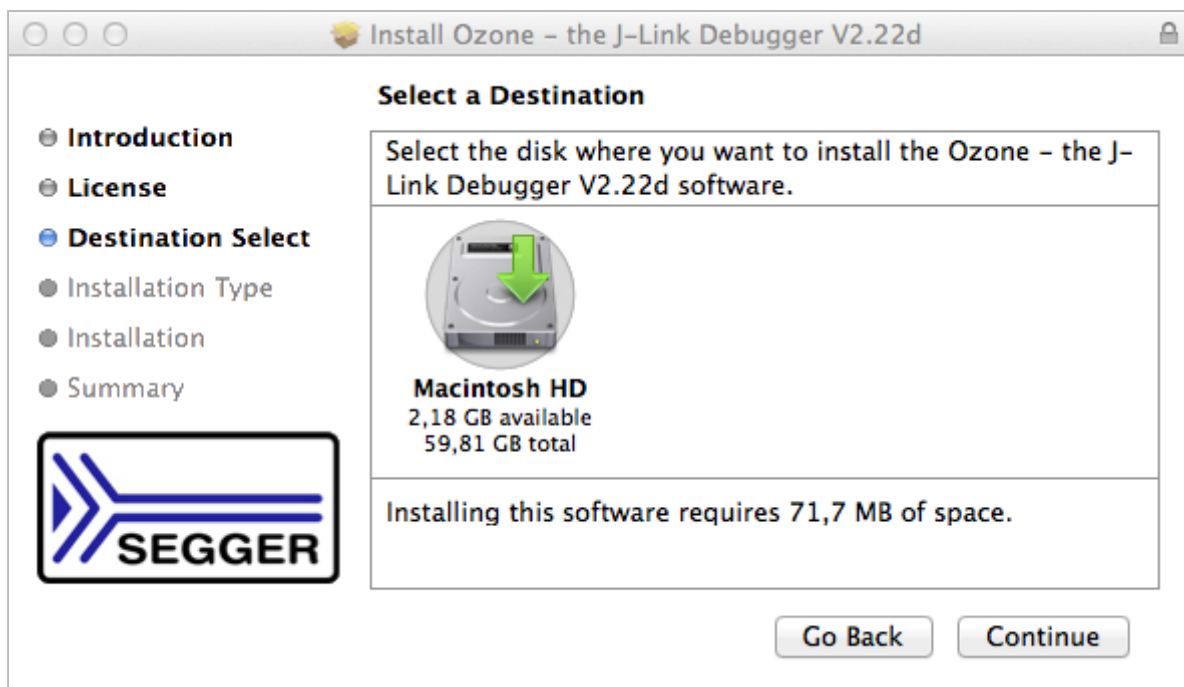 Install Ozone – the J-Link Debugger V2.22d
Select a Destination
Introduction
License
Destination Select
Installation Type
Installation
Summary
SEGGER
Select the disk where you want to install the Ozone – the J-
Link Debugger V2.22d software.
Macintosh HD
2,18 GB available
59,81 GB total
Installing this software requires 71,7 MB of space.
Go Back
Continue